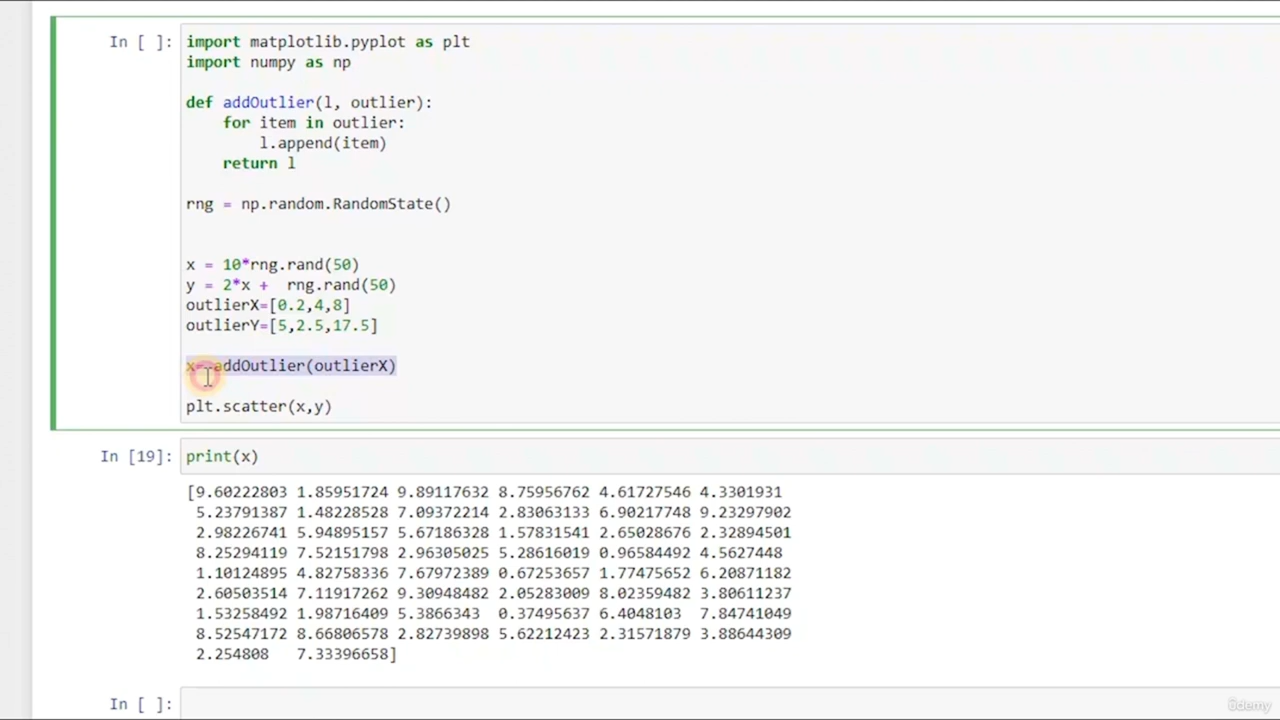 In [ ]:
import matplotlib.pyplot as plt
import numpy as np
def addOutlier(l, outlier):
    for item in outlier:
        l.append(item)
    return l
rng = np.random.RandomState()
x = 10*rng.rand(50)
y = 2*x +  rng.rand(50)
outlierX=[0.2,4,8]
outlierY=[5,2.5,17.5]
x= addOutlier(outlierX)
plt.scatter(x,y)
In [19]:
print(x)
[9.60222803 1.85951724 9.89117632 8.75956762 4.61727546 4.3301931
 5.23791387 1.48228528 7.09372214 2.83063133 6.90217748 9.23297902
 2.98226741 5.94895157 5.67186328 1.57831541 2.65028676 2.32894501
 8.25294119 7.52151798 2.96305025 5.28616019 0.96584492 4.5627448
 1.10124895 4.82758336 7.67972389 0.67253657 1.77475652 6.20871182
 2.60503514 7.11917262 9.30948482 2.05283009 8.02359482 3.80611237
 1.53258492 1.98716409 5.3866343  0.37495637 6.4048103  7.84741049
 8.52547172 8.66806578 2.82739898 5.62212423 2.31571879 3.88644309
 2.254808   7.33396658]
In [ ]:
ûdemy